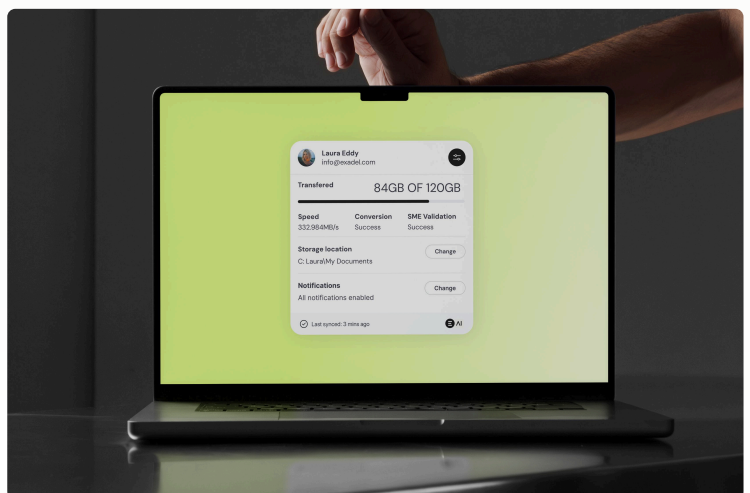 Laura Eddy
info@exadel.com
Transfered
84GB OF 120GB
Speed
332.984MB/s
Conversion
Success
SME Validation
Success
Storage location
C: Laura\My Documents
Change
Notifications
All notifications enabled
Change
Last synced: 3 mins ago
AI